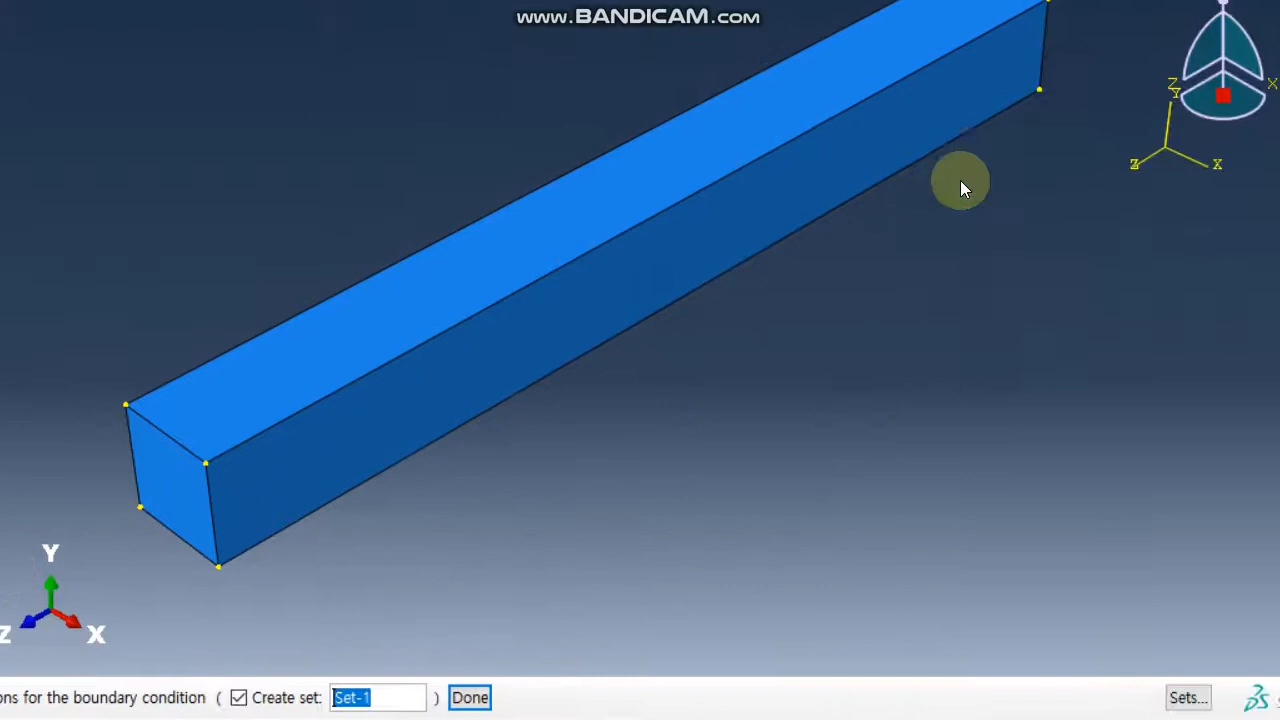 www.BANDICAM.com
Z
Y
X
Z
X
Y
Z
X
ons for the boundary condition ( Create set: Set-1 ) Done Sets...